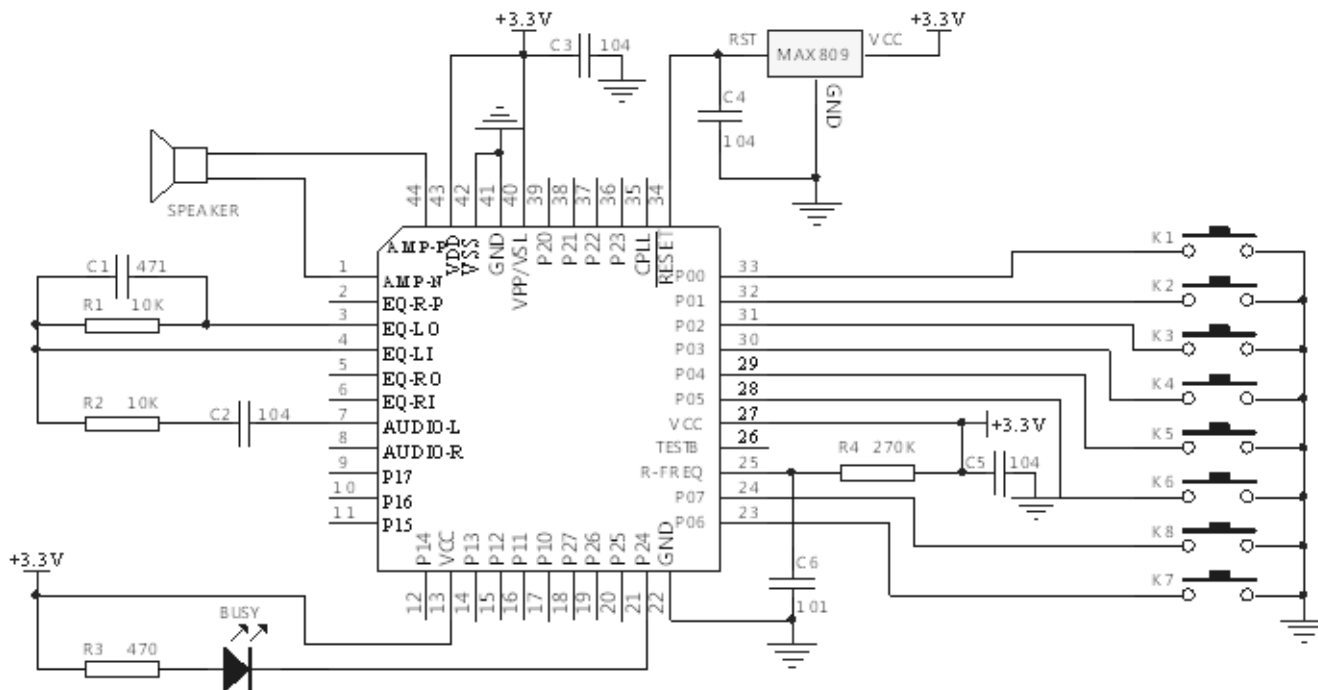 +3.3V
+3.3V
C3 104
RST
MAX809
VCC
GND
C4
104
SPEAKER
44
43
42
41
40
39
38
37
36
35
34
AMP-P
VDD
VSS
GND
VPP/VSL
P20
P21
P22
P23
CPLL
RESET
C1 471
R1 10K
R2 10K
C2 104
1 AMP-N
2 EQ-R-P
3 EQ-LO
4 EQ-LI
5 EQ-RO
6 EQ-RI
7 AUDIO-L
8 AUDIO-R
9 P17
10 P16
11 P15
P00 33
P01 32
P02 31
P03 30
P04 29
P05 28
VCC 27
TESTB 26
R-FREQ 25
P07 24
P06 23
+3.3V
R4 270K
C5 104
K1
K2
K3
K4
K5
K6
K8
K7
P14
VCC
P13
P12
P11
P10
P27
P26
P25
P24
GND
12
13
14
15
16
17
18
19
20
21
22
C6
101
+3.3V
BUSY
R3 470